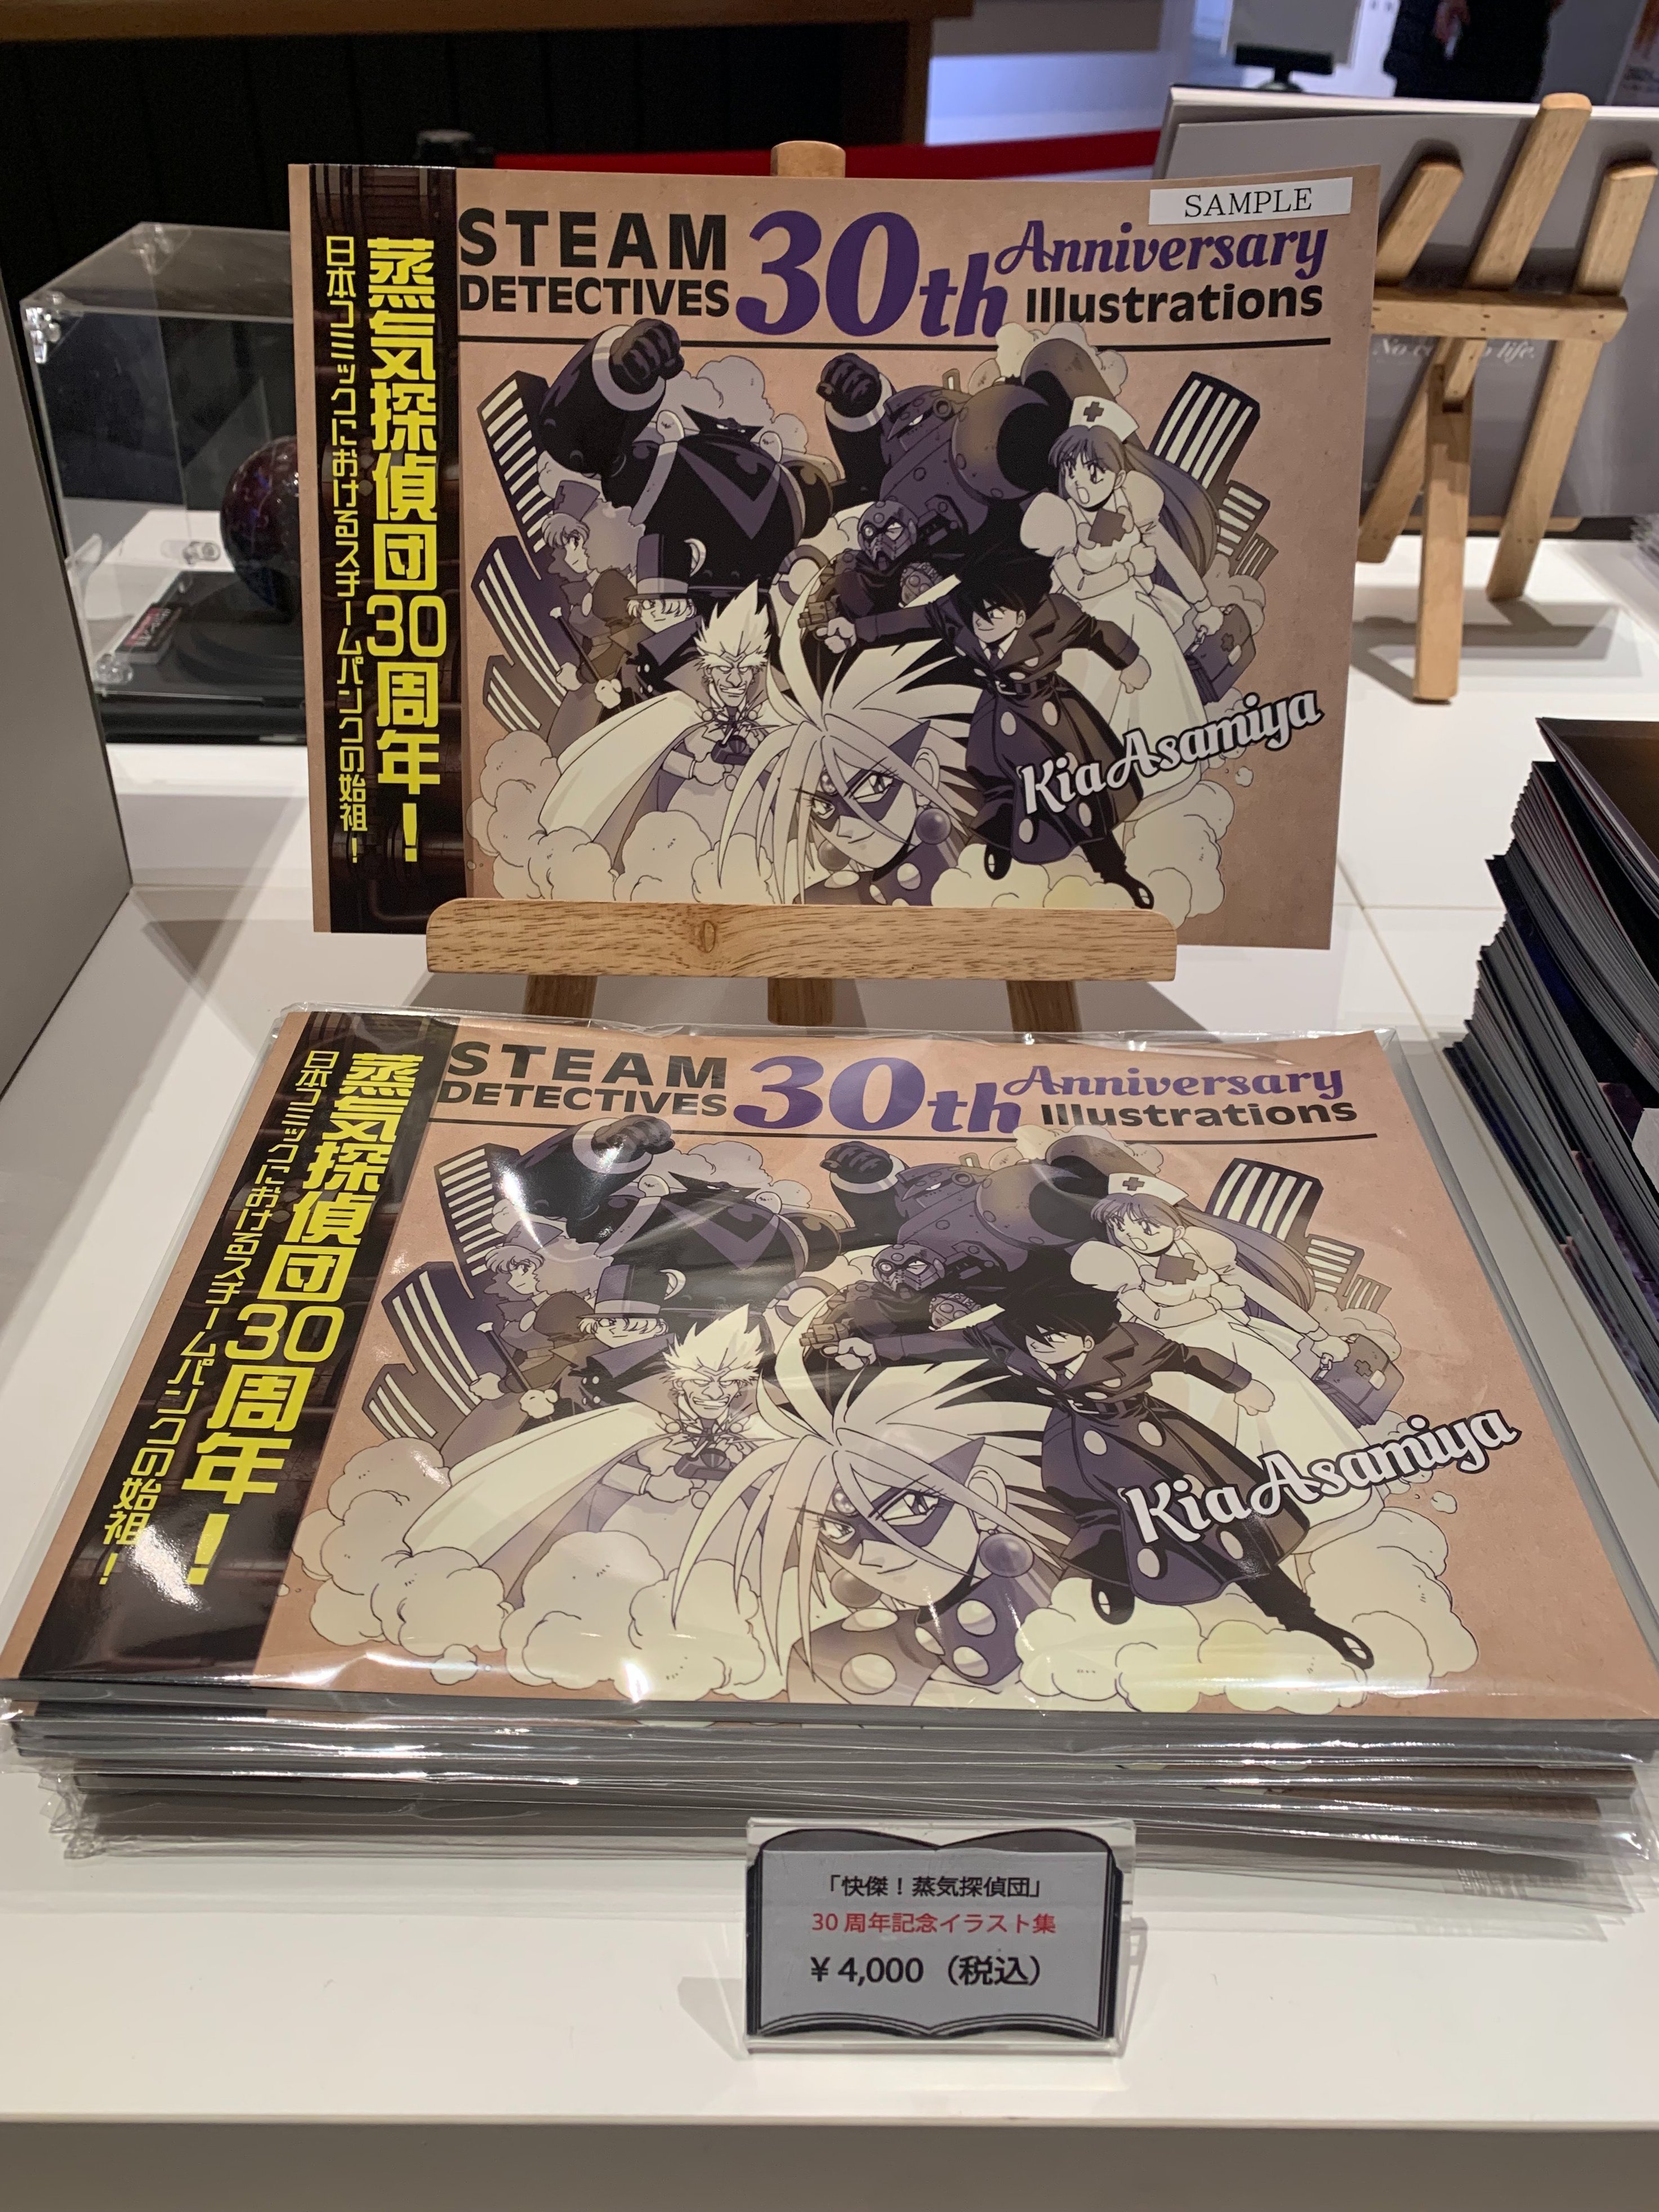 SAMPLE
STEAM
DETECTIVES
30th
Anniversary
Illustrations
蒸気探偵団30周年!
日本コミックにおけるスチームパンクの始祖!
Kia Asamiya
STEAM
DETECTIVES
30th
Anniversary
Illustrations
蒸気探偵団30周年!
日本コミックにおけるスチームパンクの始祖!
Kia Asamiya
「快傑!蒸気探偵団」
30周年記念イラスト集
¥4,000(税込)